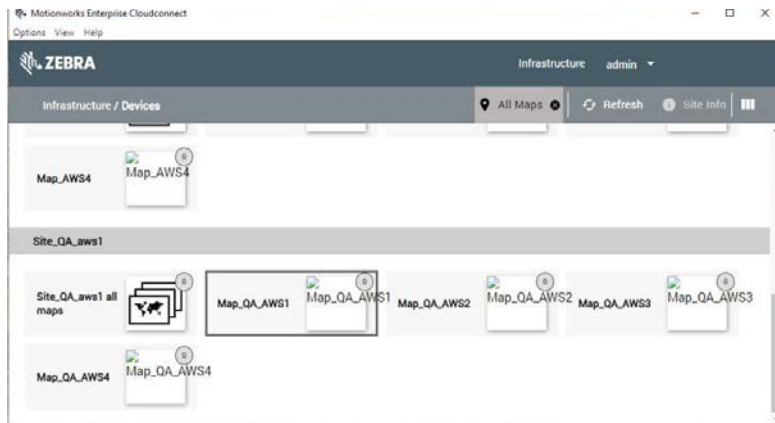 Motionworks Enterprise Cloudconnect
Options View Help
ZEBRA
Infrastructure admin
Infrastructure / Devices All Maps Refresh Site Info
Map_AWS4 Map_AWS4 0
Site_QA_aws1
Site_QA_aws1 all maps 0
Map_QA_AWS1 Map_QA_AWS1 0
Map_QA_AWS2 Map_QA_AWS2 0
Map_QA_AWS3 Map_QA_AWS3 0
Map_QA_AWS4 Map_QA_AWS4 0